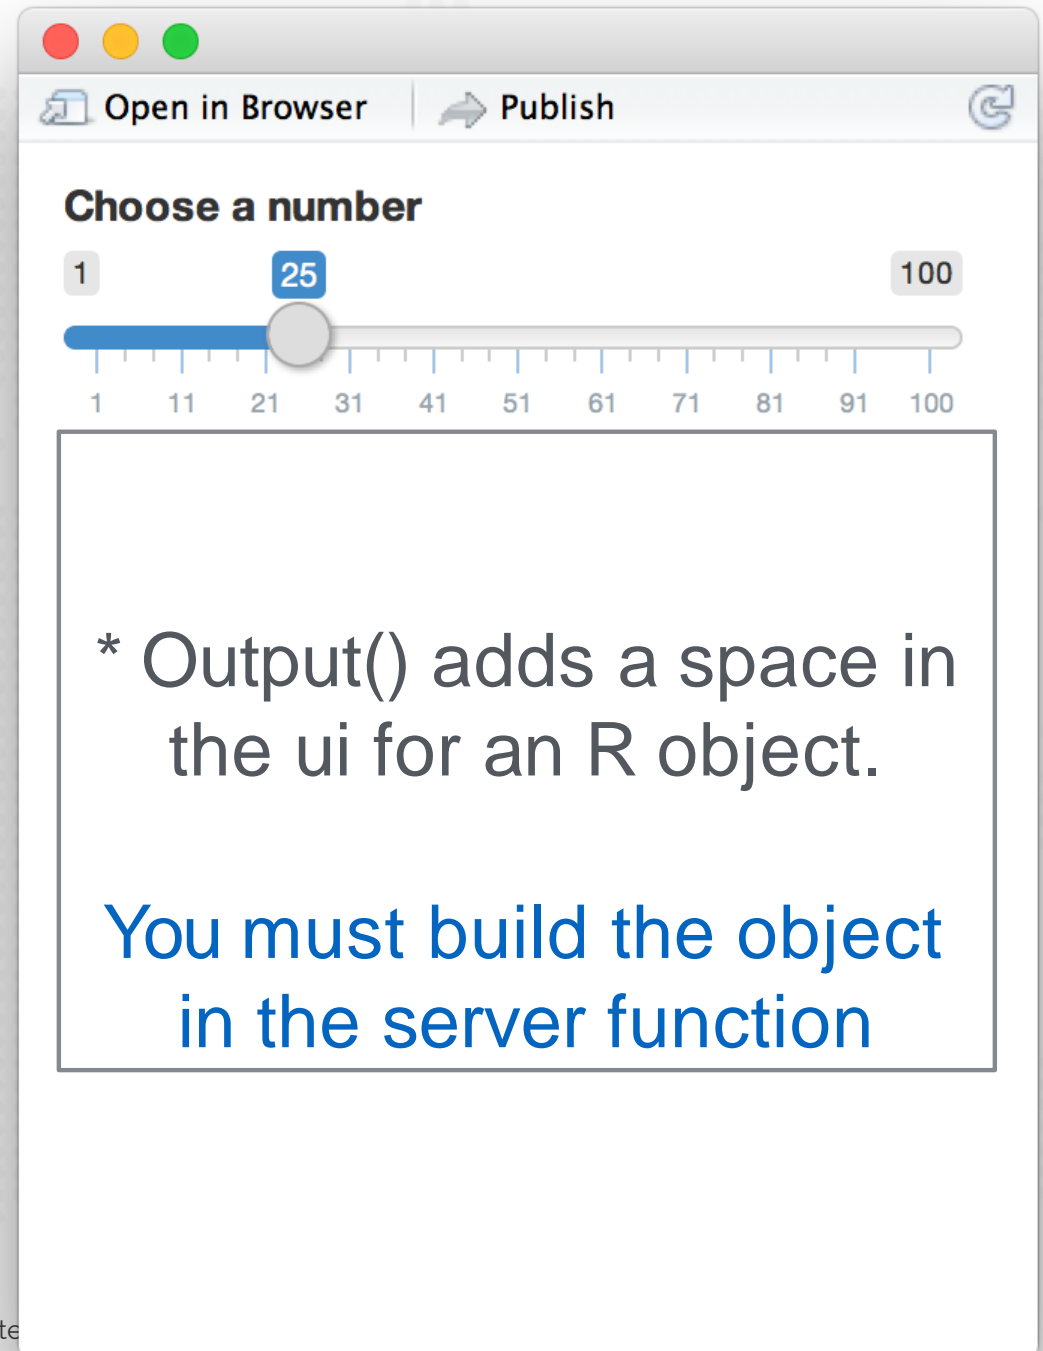 Open in Browser Publish
Choose a number
1 25 100
1 11 21 31 41 51 61 71 81 91 100
* Output() adds a space in
the ui for an R object.
You must build the object
in the server function